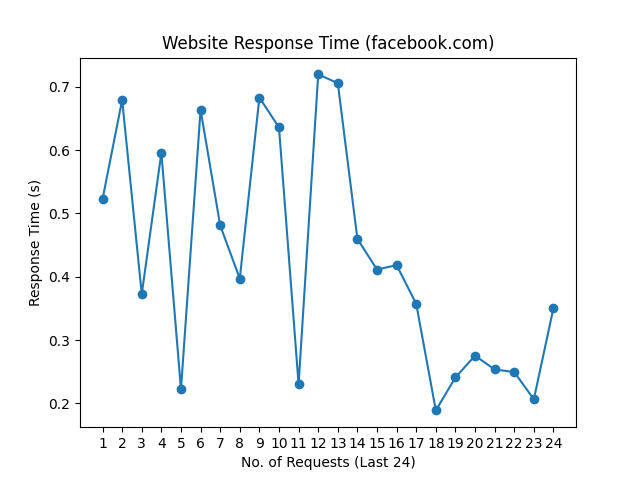 Website Response Time (facebook.com)
Response Time (s)
0.7
0.6
0.5
0.4
0.3
0.2
1 2 3 4 5 6 7 8 9 10 11 12 13 14 15 16 17 18 19 20 21 22 23 24
No. of Requests (Last 24)